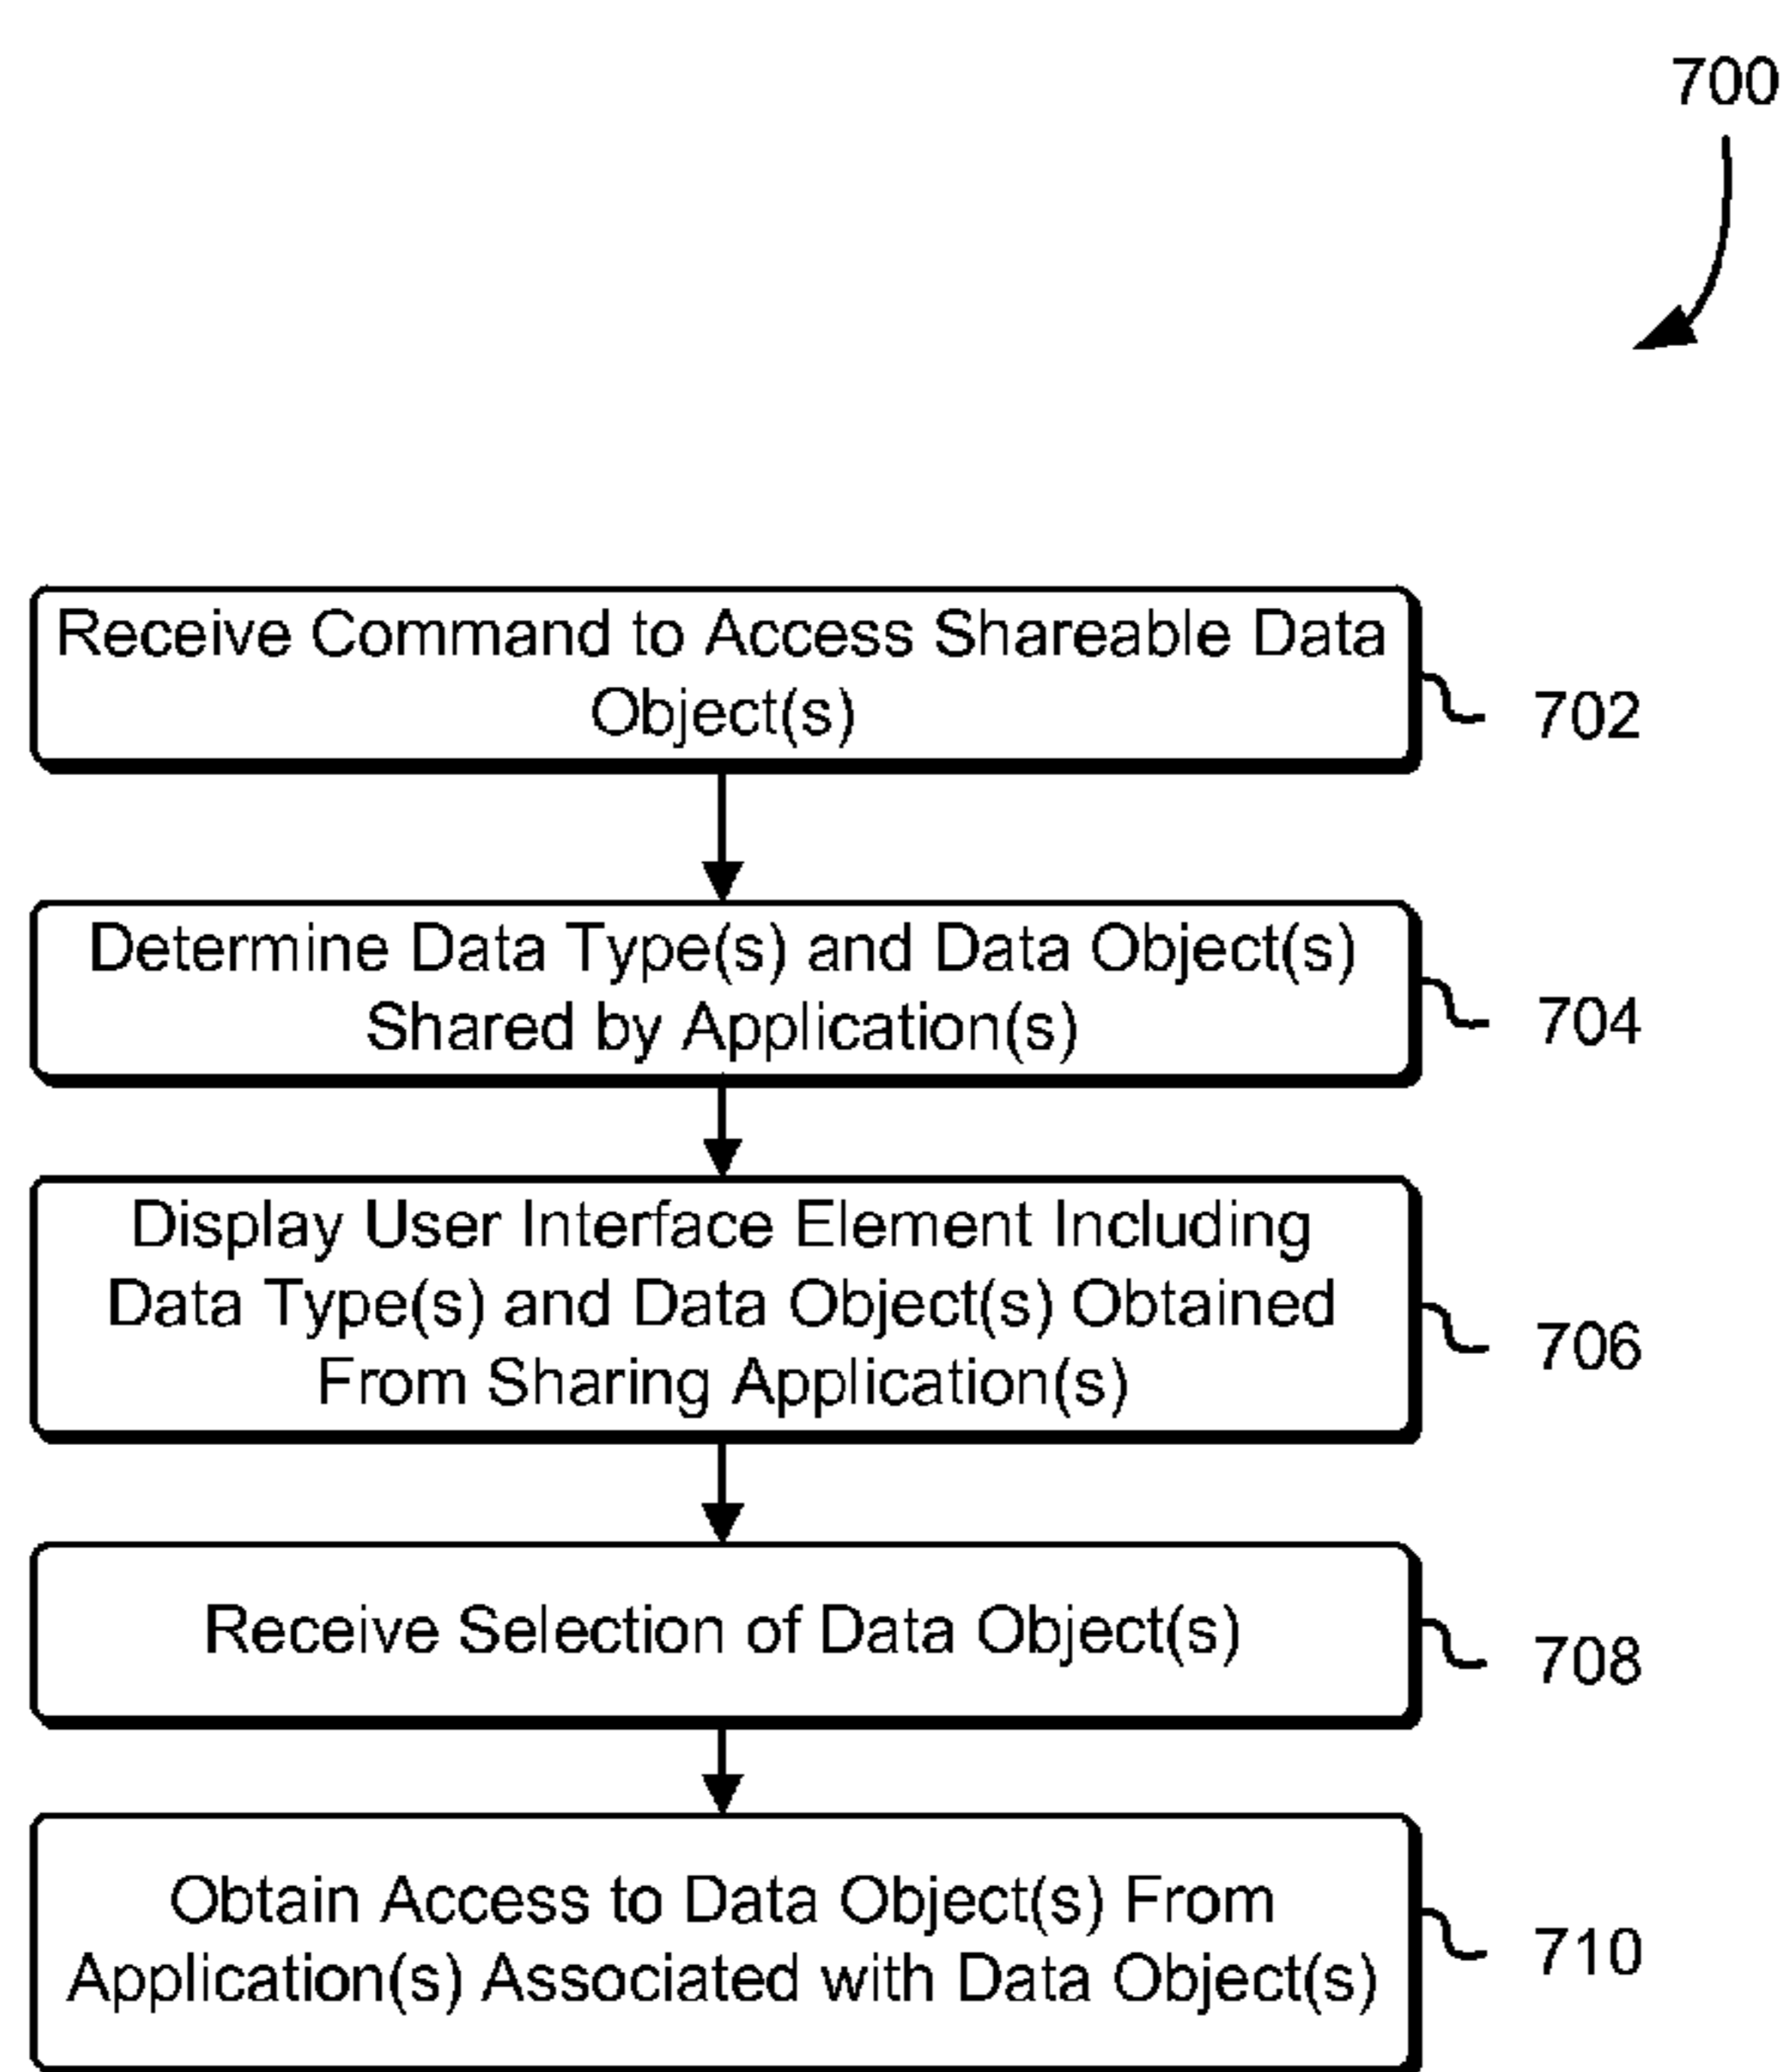 700
Receive Command to Access Shareable Data
Object(s)
702
Determine Data Type(s) and Data Object(s)
Shared by Application(s)
704
Display User Interface Element Including
Data Type(s) and Data Object(s) Obtained
From Sharing Application(s)
706
Receive Selection of Data Object(s)
708
Obtain Access to Data Object(s) From
Application(s) Associated with Data Object(s)
710